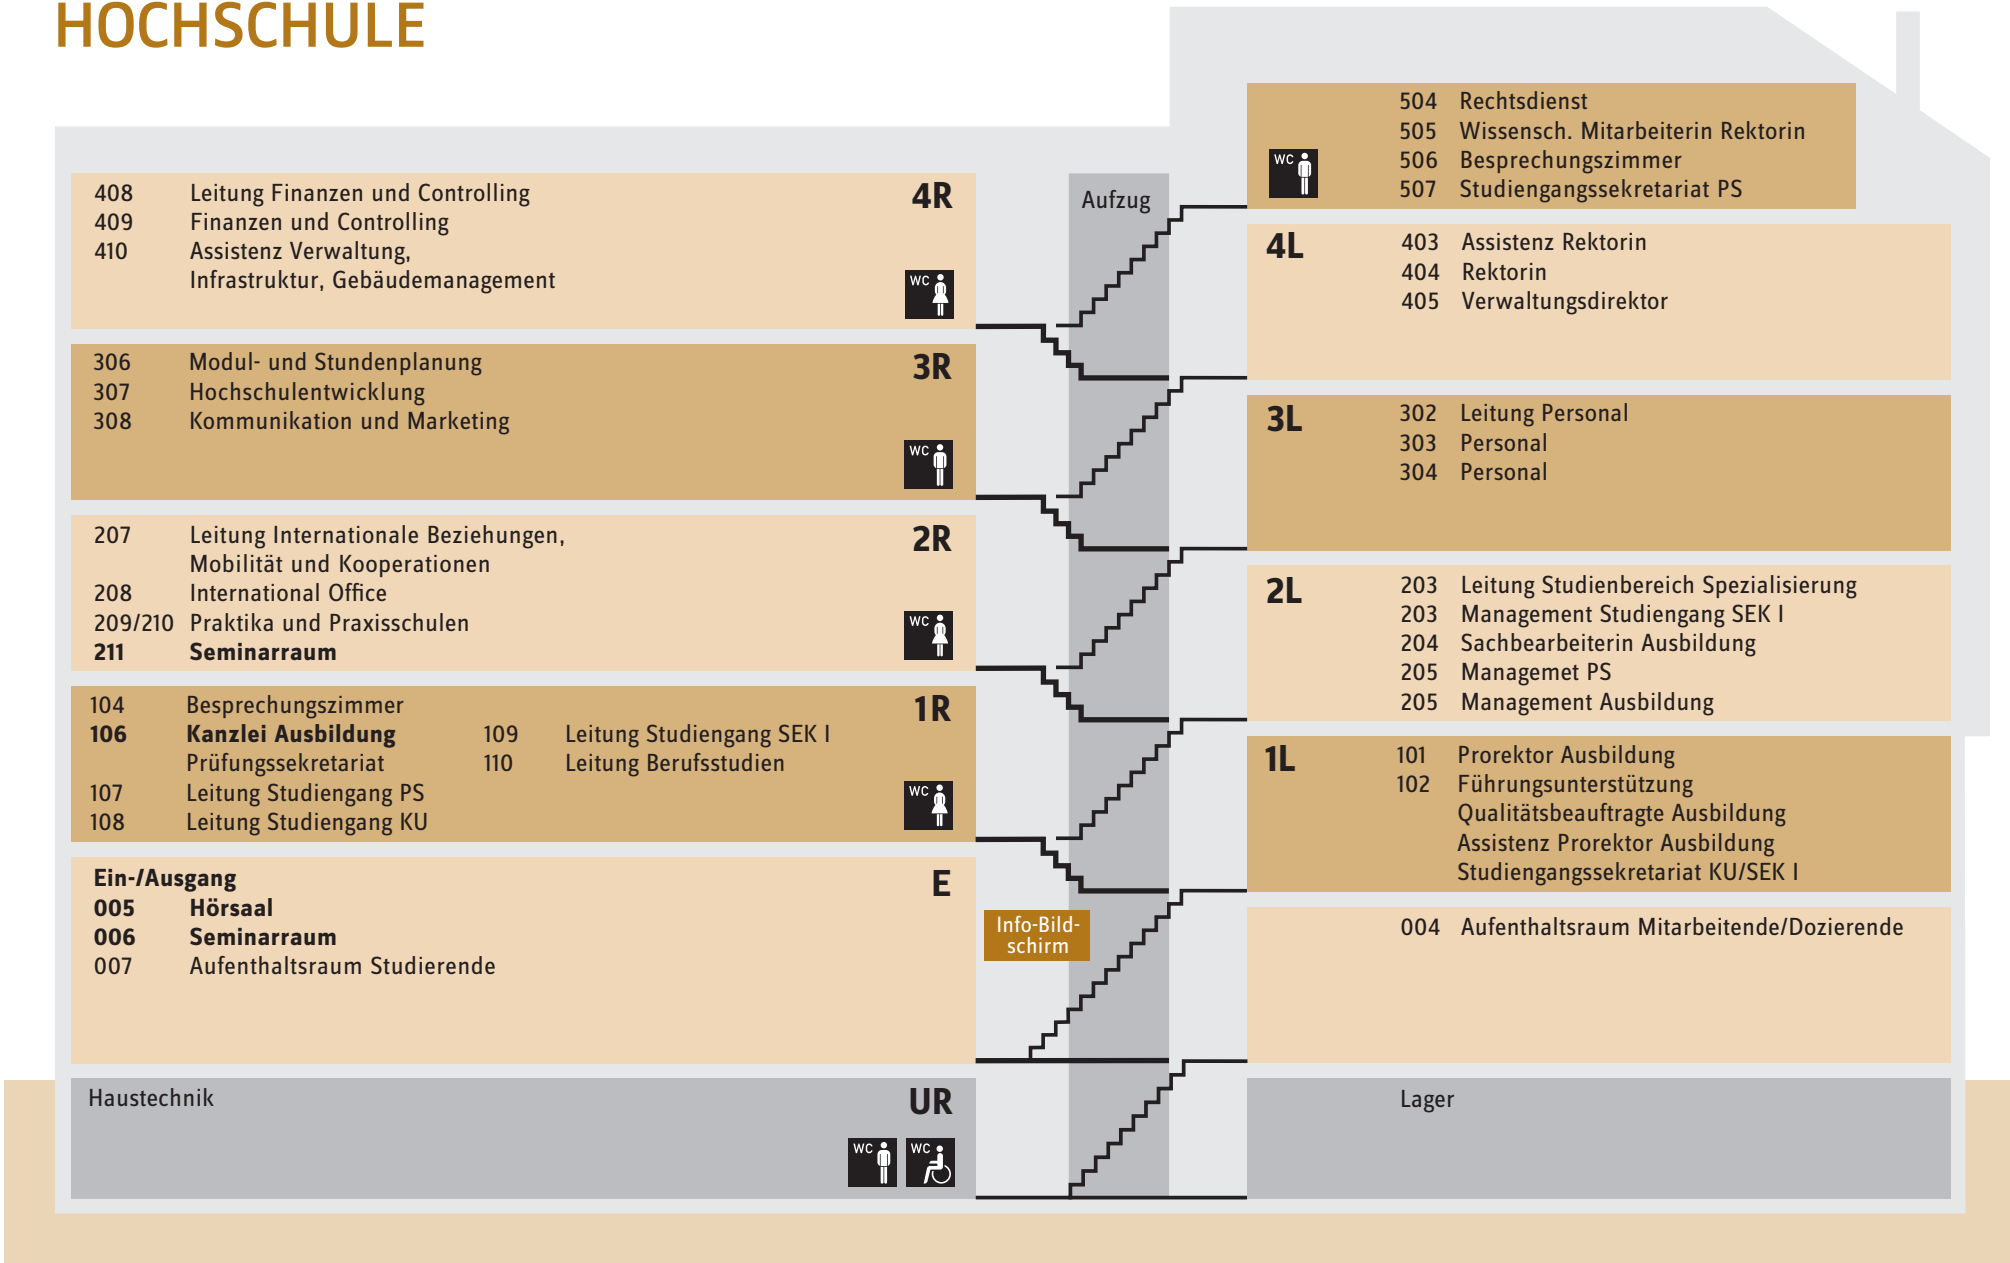 HOCHSCHULE
504 Rechtsdienst
505 Wissensch. Mitarbeiterin Rektorin
WC
506 Besprechungszimmer
507 Studiengangssekretariat PS
408 Leitung Finanzen und Controlling
409 Finanzen und Controlling
410 Assistenz Verwaltung,
Infrastruktur, Gebäudemanagement
4R
WC
Aufzug
4L
403 Assistenz Rektorin
404 Rektorin
405 Verwaltungsdirektor
306 Modul- und Stundenplanung
307 Hochschulentwicklung
308 Kommunikation und Marketing
3R
WC
3L
302 Leitung Personal
303 Personal
304 Personal
207 Leitung Internationale Beziehungen,
Mobilität und Kooperationen
208 International Office
209/210 Praktika und Praxisschulen
211 Seminarraum
2R
WC
2L
203 Leitung Studienbereich Spezialisierung
203 Management Studiengang SEK I
204 Sachbearbeiterin Ausbildung
205 Managemet PS
205 Management Ausbildung
104 Besprechungszimmer
106 Kanzlei Ausbildung
Prüfungssekretariat
107 Leitung Studiengang PS
108 Leitung Studiengang KU
109 Leitung Studiengang SEK I
110 Leitung Berufsstudien
1R
WC
1L
101 Prorektor Ausbildung
102 Führungsunterstützung
Qualitätsbeauftragte Ausbildung
Assistenz Prorektor Ausbildung
Studiengangssekretariat KU/SEK I
Ein-/Ausgang
005 Hörsaal
006 Seminarraum
007 Aufenthaltsraum Studierende
E
Info-Bild-
schirm
004 Aufenthaltsraum Mitarbeitende/Dozierende
Haustechnik
UR
WC
WC
Lager